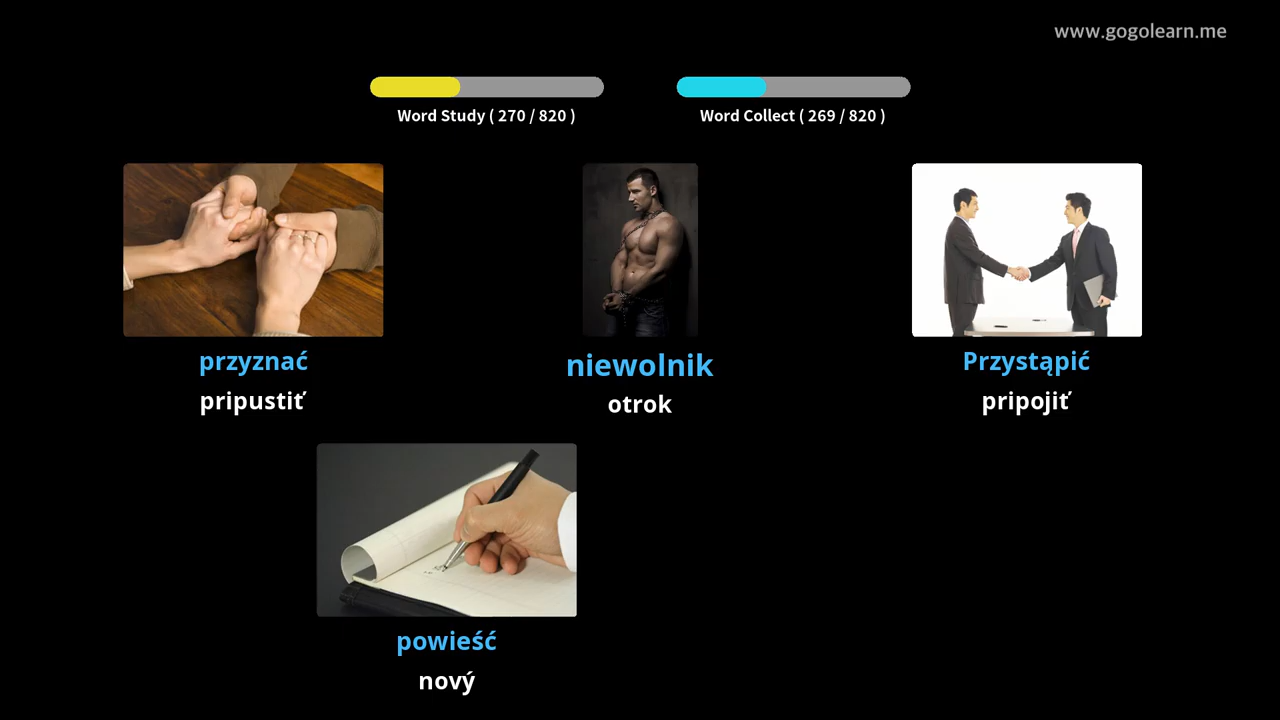 www.gogolearn.me
Word Study ( 270 / 820 )
Word Collect ( 269 / 820 )
przyznać
pripustiť
niewolnik
otrok
Przystąpić
pripojiť
powieść
nový